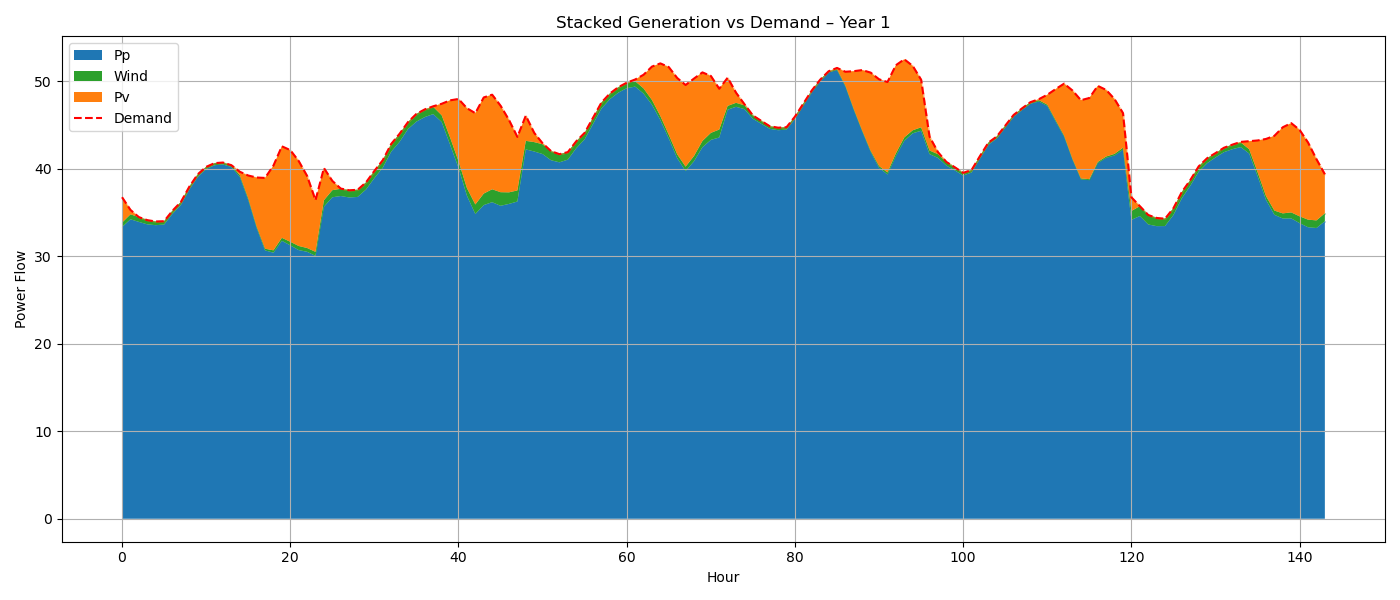 Stacked Generation vs Demand – Year 1
Pp
Wind
Pv
Demand
Power Flow
50
40
30
20
10
0
0 20 40 60 80 100 120 140
Hour